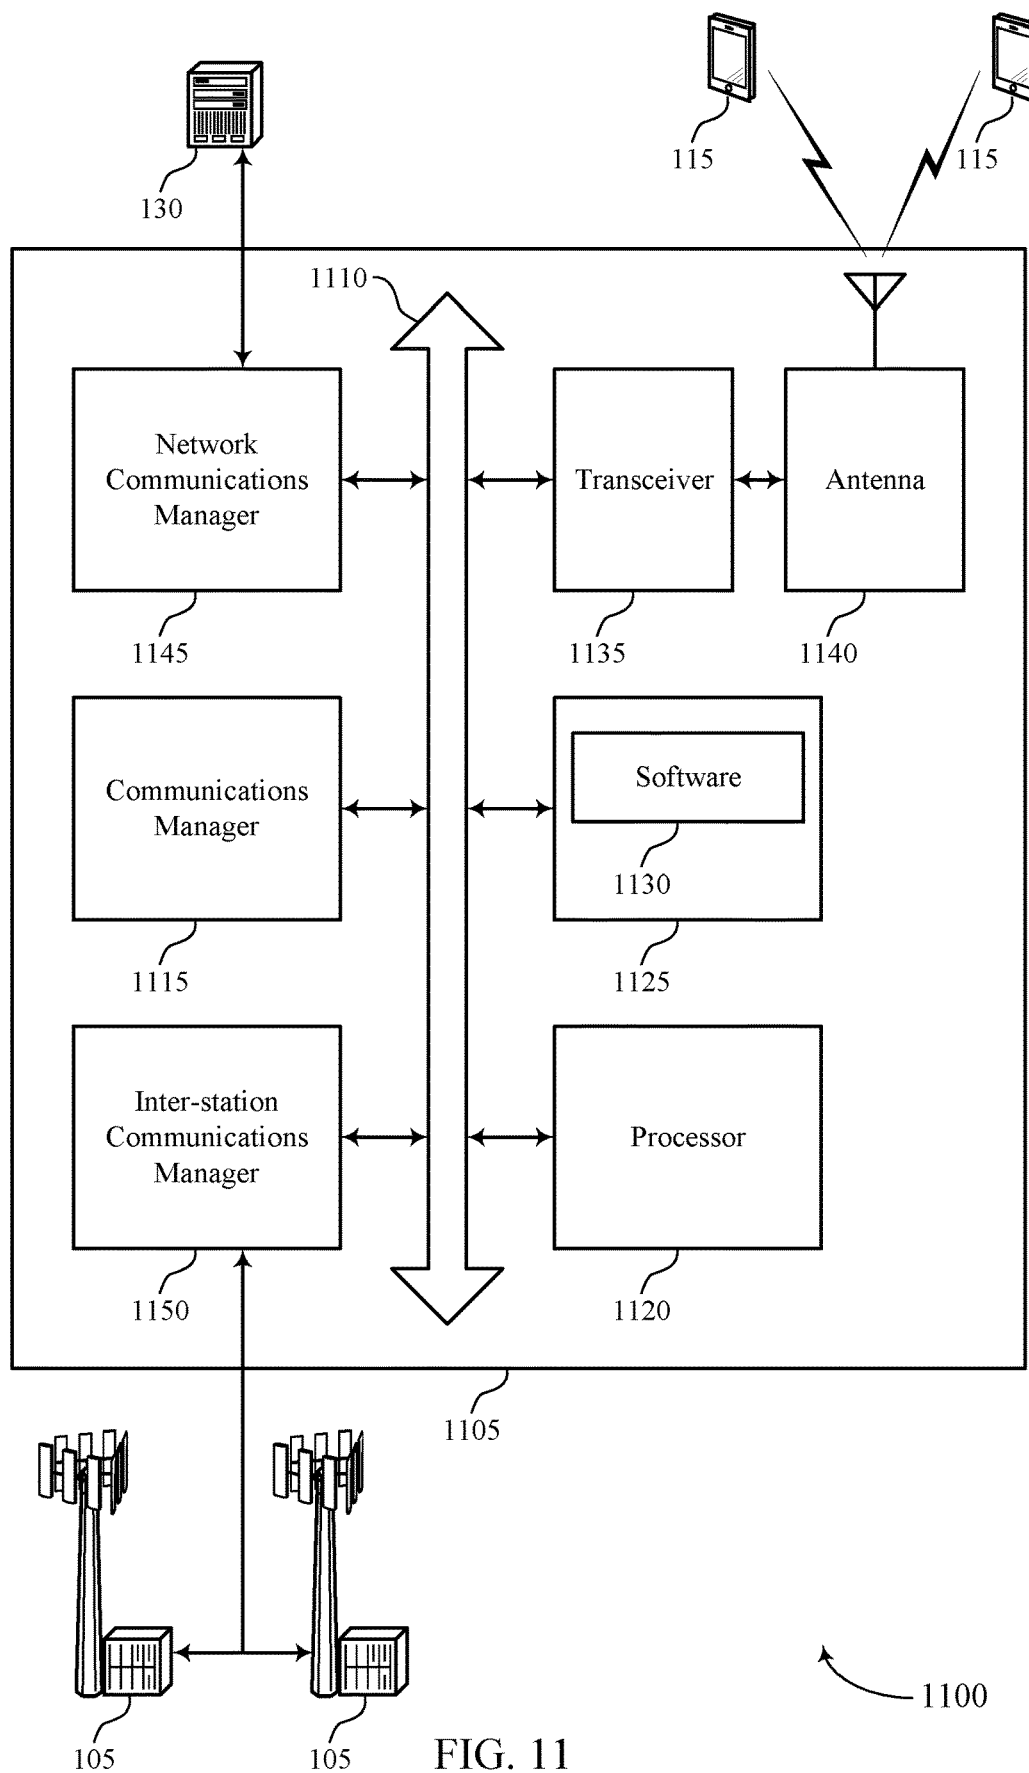 115
115
130
1110
Network
Communications
Manager
Transceiver
Antenna
1145
1135
1140
Communications
Manager
Software
1130
1115
1125
Inter-station
Communications
Manager
Processor
1150
1120
1105
1100
105
105
FIG. 11